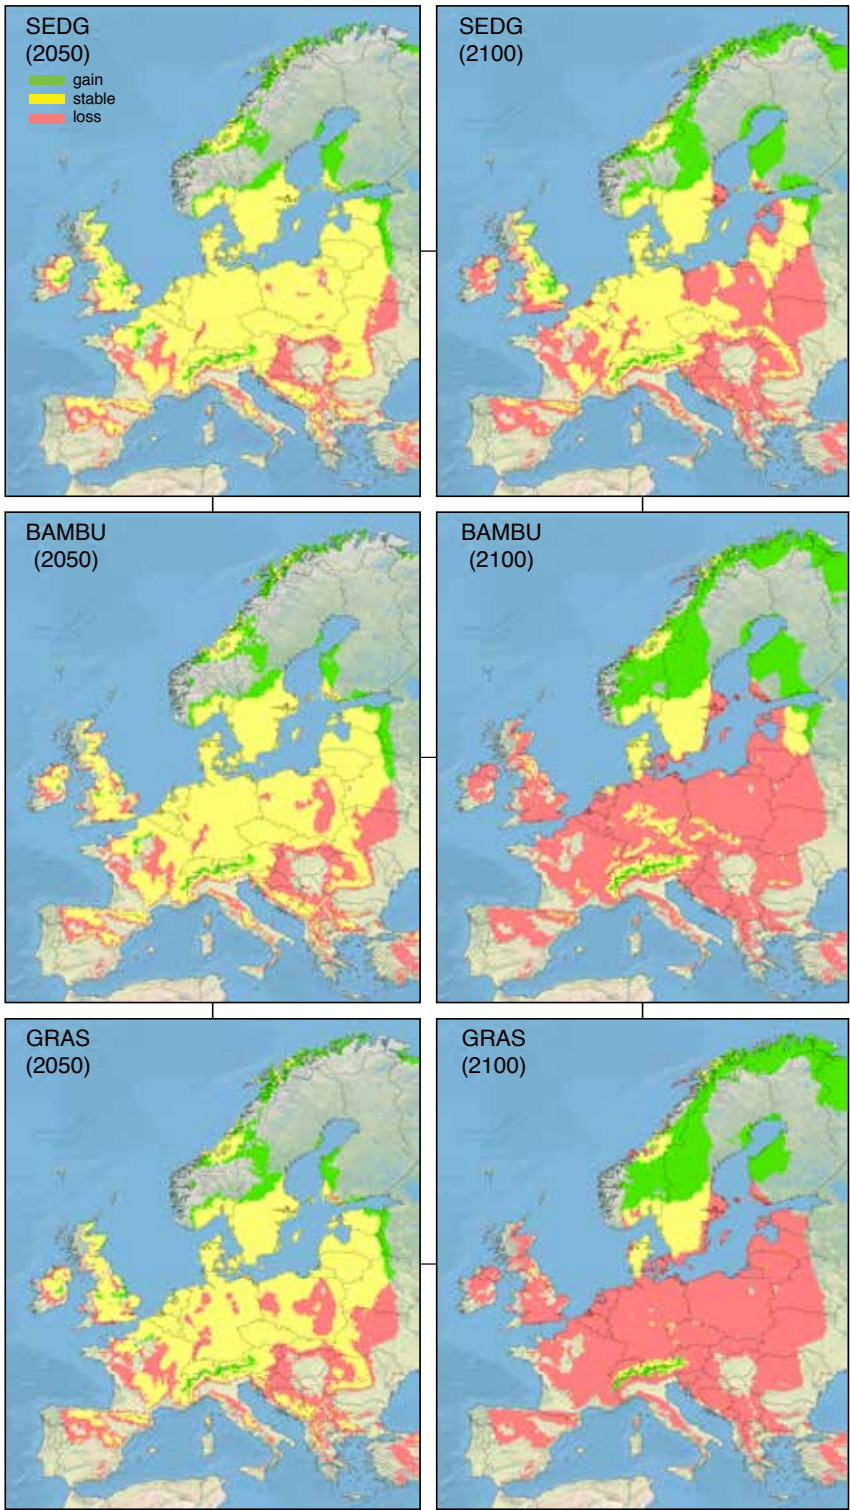 SEDG
(2050)
gain
stable
loss
SEDG
(2100)
BAMBU
(2050)
BAMBU
(2100)
GRAS
(2050)
GRAS
(2100)